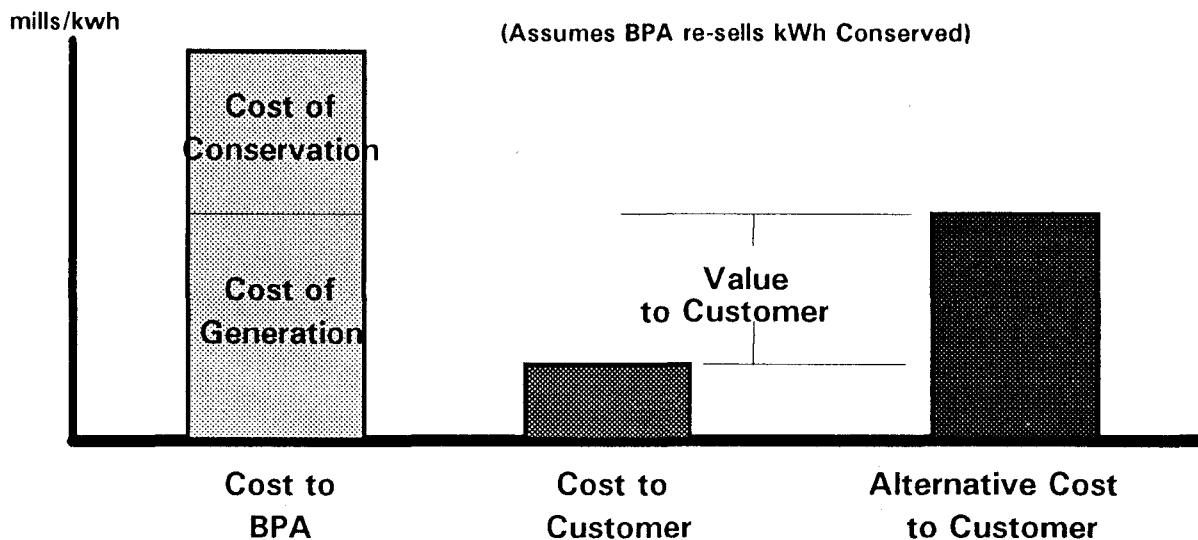 mills/kwh
(Assumes BPA re-sells kWh Conserved)
Cost of
Conservation
Cost of
Generation
Value
to Customer
Cost to
BPA
Cost to
Customer
Alternative Cost
to Customer